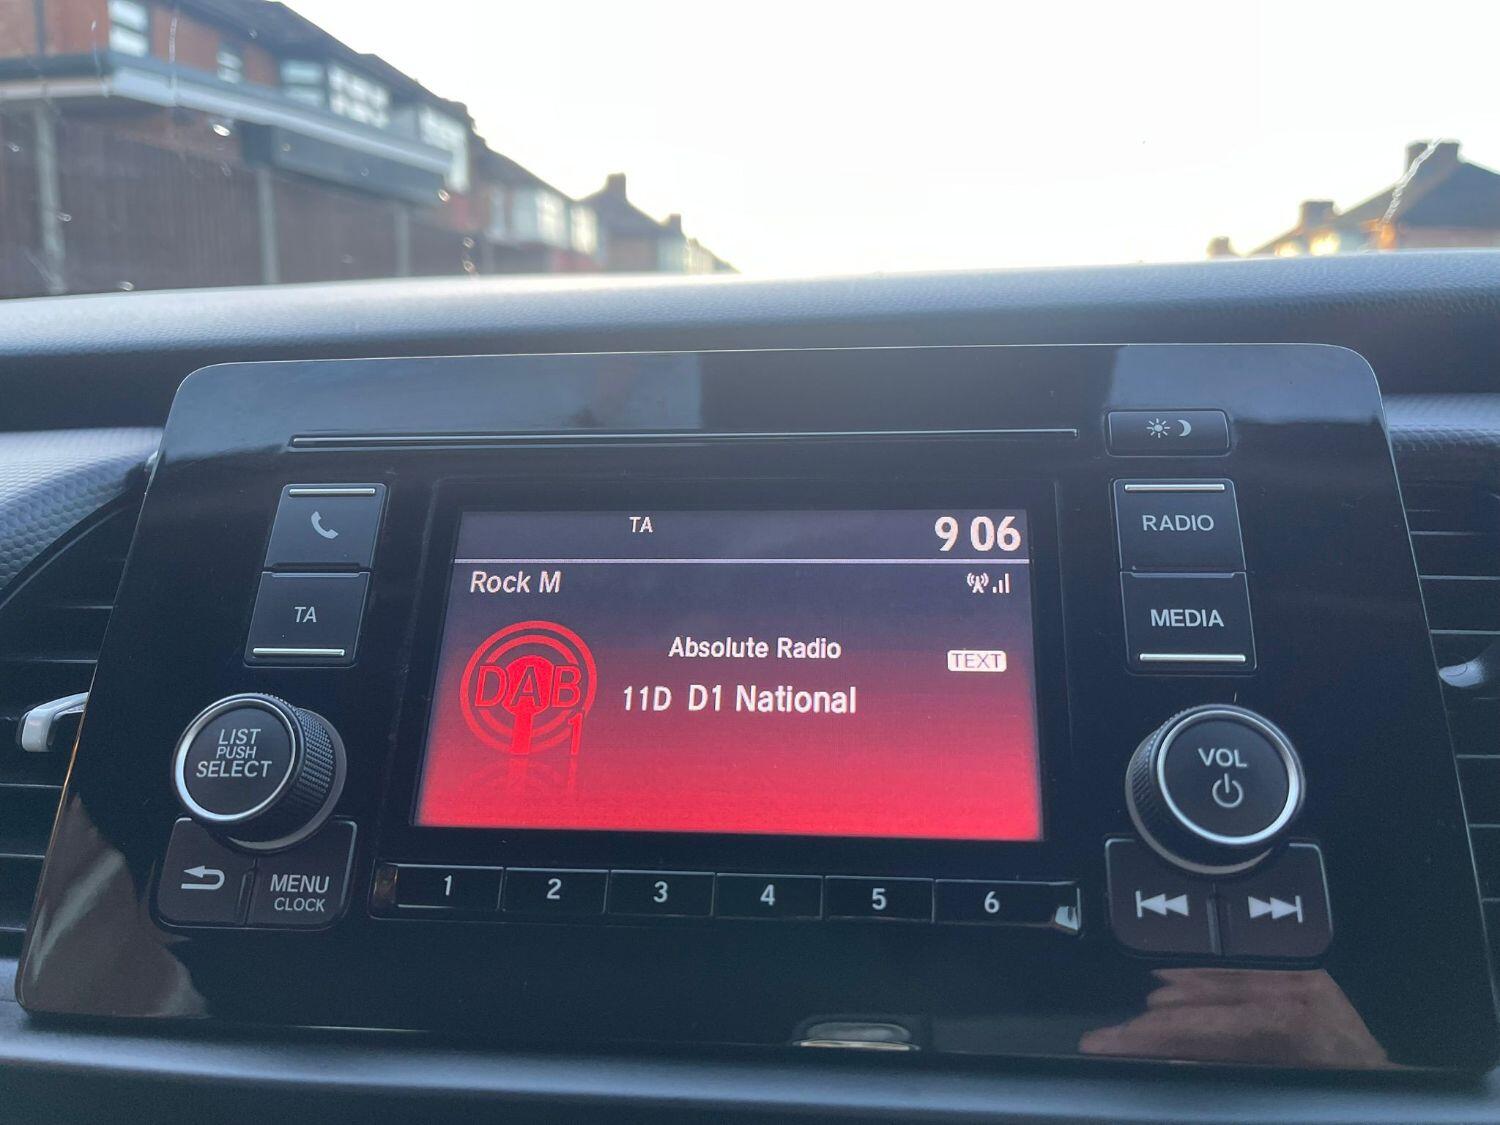 TA
9 06
Rock M
Absolute Radio
TEXT
DAB
1
11D D1 National
TA
RADIO
MEDIA
LIST
PUSH
SELECT
MENU
CLOCK
VOL
1 2 3 4 5 6